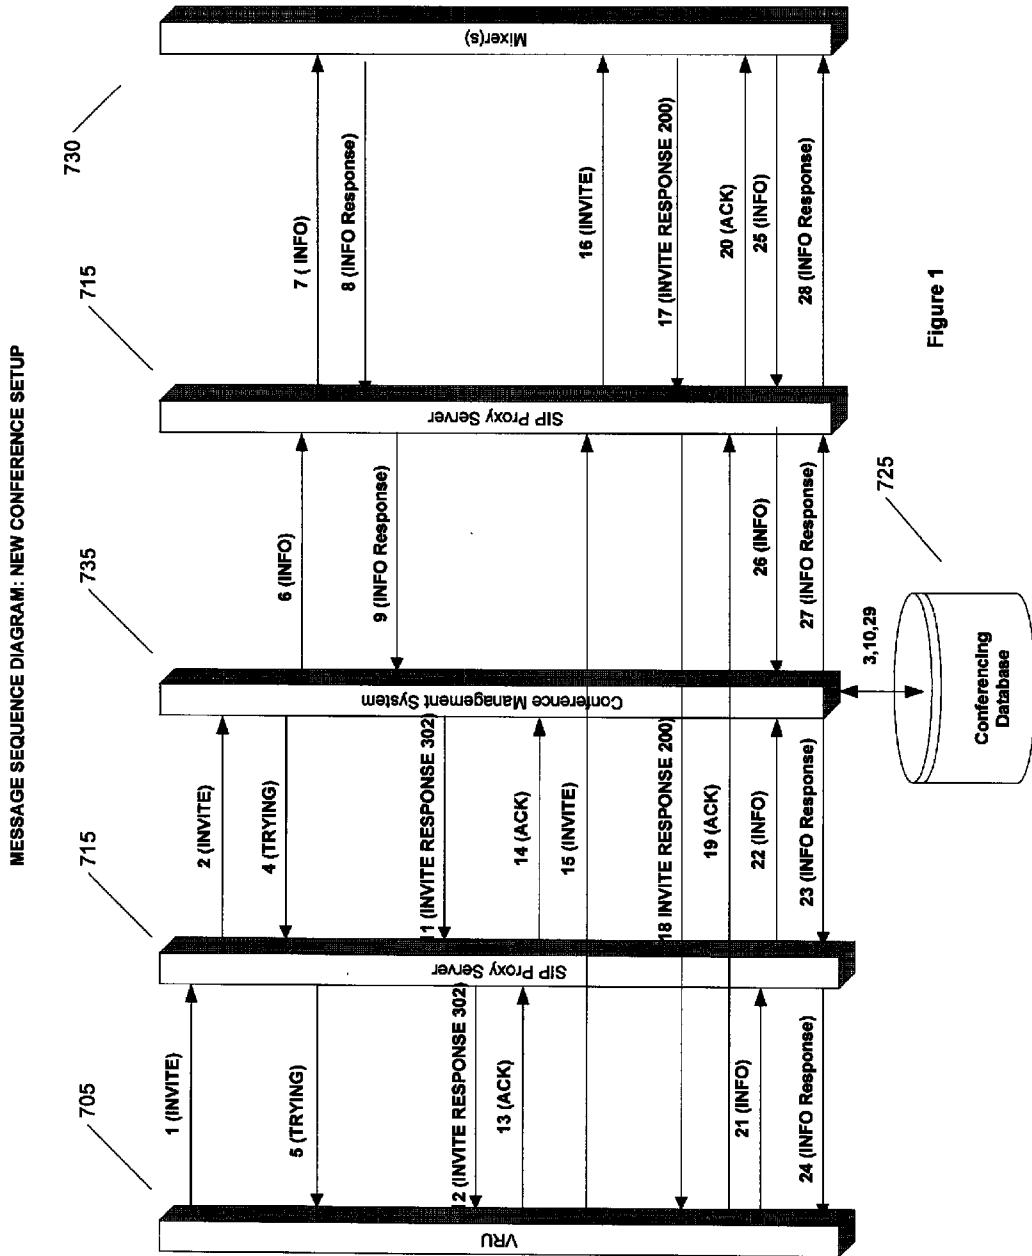 MESSAGE SEQUENCE DIAGRAM: NEW CONFERENCE SETUP
705
715
735
715
730
VRU
SIP Proxy Server
Conference Management System
SIP Proxy Server
Mixer(s)
1 (INVITE)
2 (INVITE)
4 (TRYING)
5 (TRYING)
6 (INFO)
7 ( INFO)
8 (INFO Response)
9 (INFO Response)
11 (INVITE RESPONSE 302)
12 (INVITE RESPONSE 302)
13 (ACK)
14 (ACK)
15 (INVITE)
16 (INVITE)
17 (INVITE RESPONSE 200)
18 INVITE RESPONSE 200)
19 (ACK)
20 (ACK)
21 (INFO)
22 (INFO)
23 (INFO Response)
24 (INFO Response)
25 (INFO)
26 (INFO)
27 (INFO Response)
28 (INFO Response)
3,10,29
725
Conferencing
Database
Figure 1